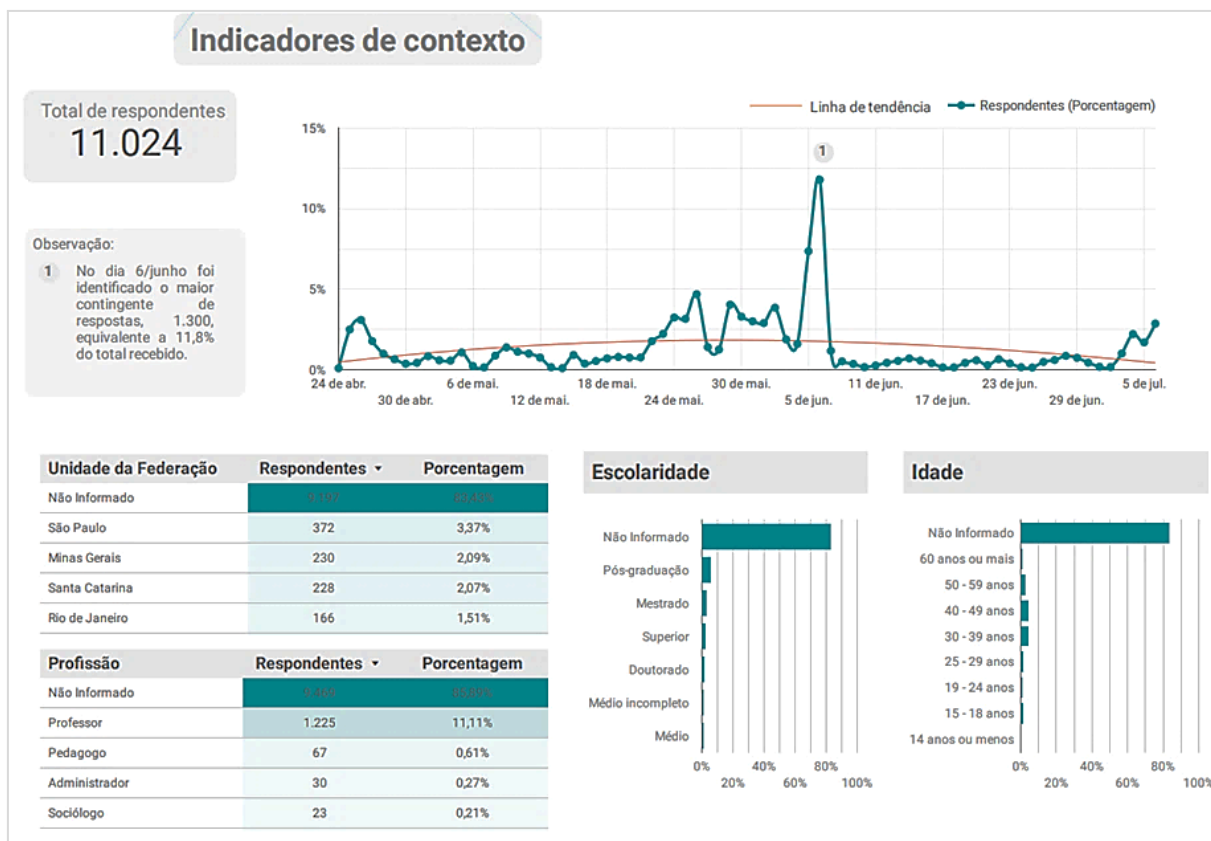 Indicadores de contexto
Total de respondentes
11.024
Observação:
1 No dia 6/junho foi
identificado o maior
contingente de
respostas, 1.300,
equivalente a 11,8%
do total recebido.
Linha de tendência Respondentes (Porcentagem)
15%
1
10%
5%
0%
24 de abr. 6 de mai. 18 de mai. 30 de mai. 11 de jun. 23 de jun. 5 de jul.
30 de abr. 12 de mai. 24 de mai. 5 de jun. 17 de jun. 29 de jun.
Unidade da Federação Respondentes Porcentagem
Não Informado
São Paulo 372 3,37%
Minas Gerais 230 2,09%
Santa Catarina 228 2,07%
Rio de Janeiro 166 1,51%
Profissão Respondentes Porcentagem
Não Informado
Professor 1.225 11,11%
Pedagogo 67 0,61%
Administrador 30 0,27%
Sociólogo 23 0,21%
Escolaridade
Não Informado
Pós-graduação
Mestrado
Superior
Doutorado
Médio incompleto
Médio
0% 40% 80%
20% 60% 100%
Idade
Não Informado
60 anos ou mais
50 - 59 anos
40 - 49 anos
30 - 39 anos
25 - 29 anos
19 - 24 anos
15 - 18 anos
14 anos ou menos
0% 40% 80%
20% 60% 100%